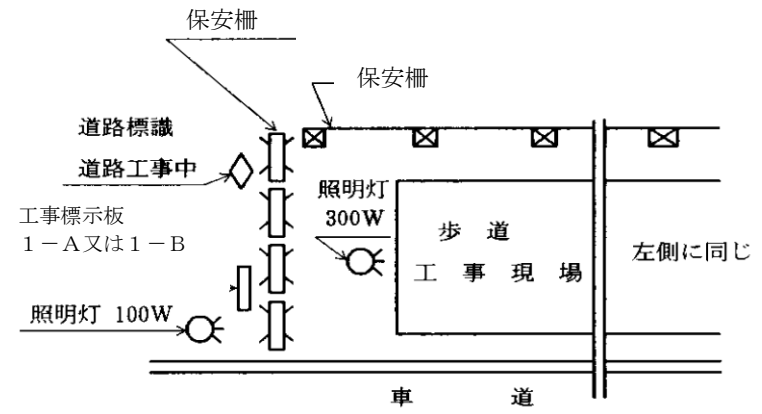 保安柵
保安柵
道路標識
道路工事中
工事標示板
1－A又は1－B
照明灯
300W
歩道
工事現場
左側に同じ
照明灯 100W
車道